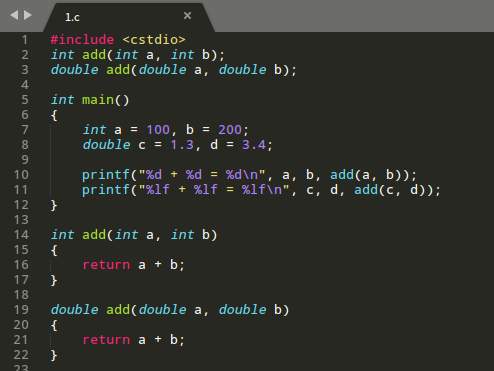 1.c ×
1 #include <cstdio>
2 int add(int a, int b);
3 double add(double a, double b);
4
5 int main()
6 {
7     int a = 100, b = 200;
8     double c = 1.3, d = 3.4;
9
10     printf("%d + %d = %d\n", a, b, add(a, b));
11     printf("%lf + %lf = %lf\n", c, d, add(c, d));
12 }
13
14 int add(int a, int b)
15 {
16     return a + b;
17 }
18
19 double add(double a, double b)
20 {
21     return a + b;
22 }
23